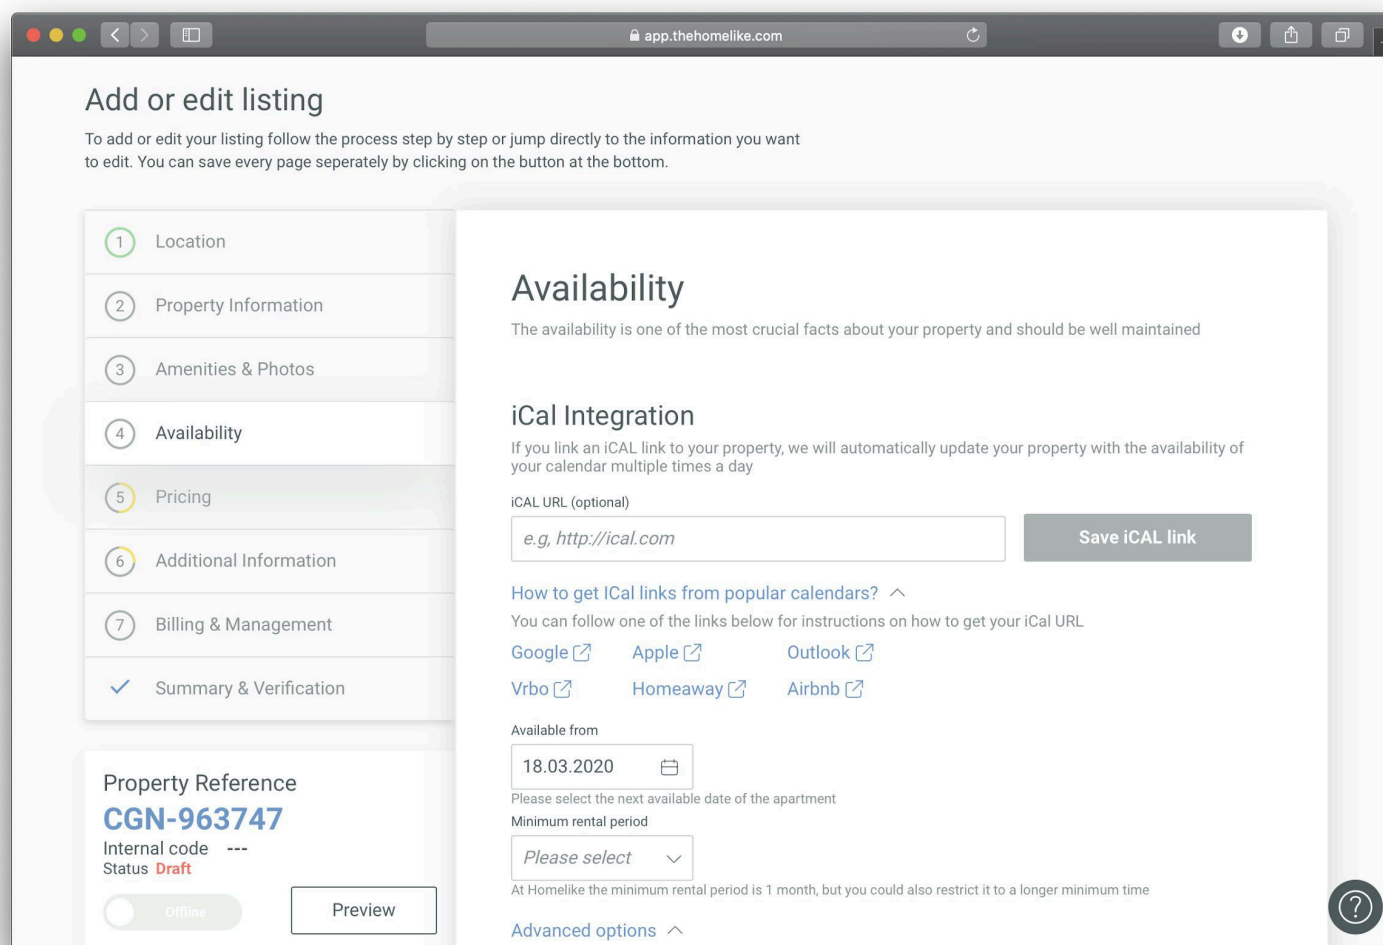 app.thehomelike.com
Add or edit listing
To add or edit your listing follow the process step by step or jump directly to the information you want
to edit. You can save every page seperately by clicking on the button at the bottom.
1 Location
2 Property Information
3 Amenities & Photos
4 Availability
5 Pricing
6 Additional Information
7 Billing & Management
Summary & Verification
Property Reference
CGN-963747
Internal code ---
Status Draft
Offline
Preview
Availability
The availability is one of the most crucial facts about your property and should be well maintained
iCal Integration
If you link an iCAL link to your property, we will automatically update your property with the availability of
your calendar multiple times a day
iCAL URL (optional)
e.g, http://ical.com
Save iCAL link
How to get ICal links from popular calendars?
You can follow one of the links below for instructions on how to get your iCal URL
Google Apple Outlook
Vrbo Homeaway Airbnb
Available from
18.03.2020
Please select the next available date of the apartment
Minimum rental period
Please select
At Homelike the minimum rental period is 1 month, but you could also restrict it to a longer minimum time
Advanced options
?